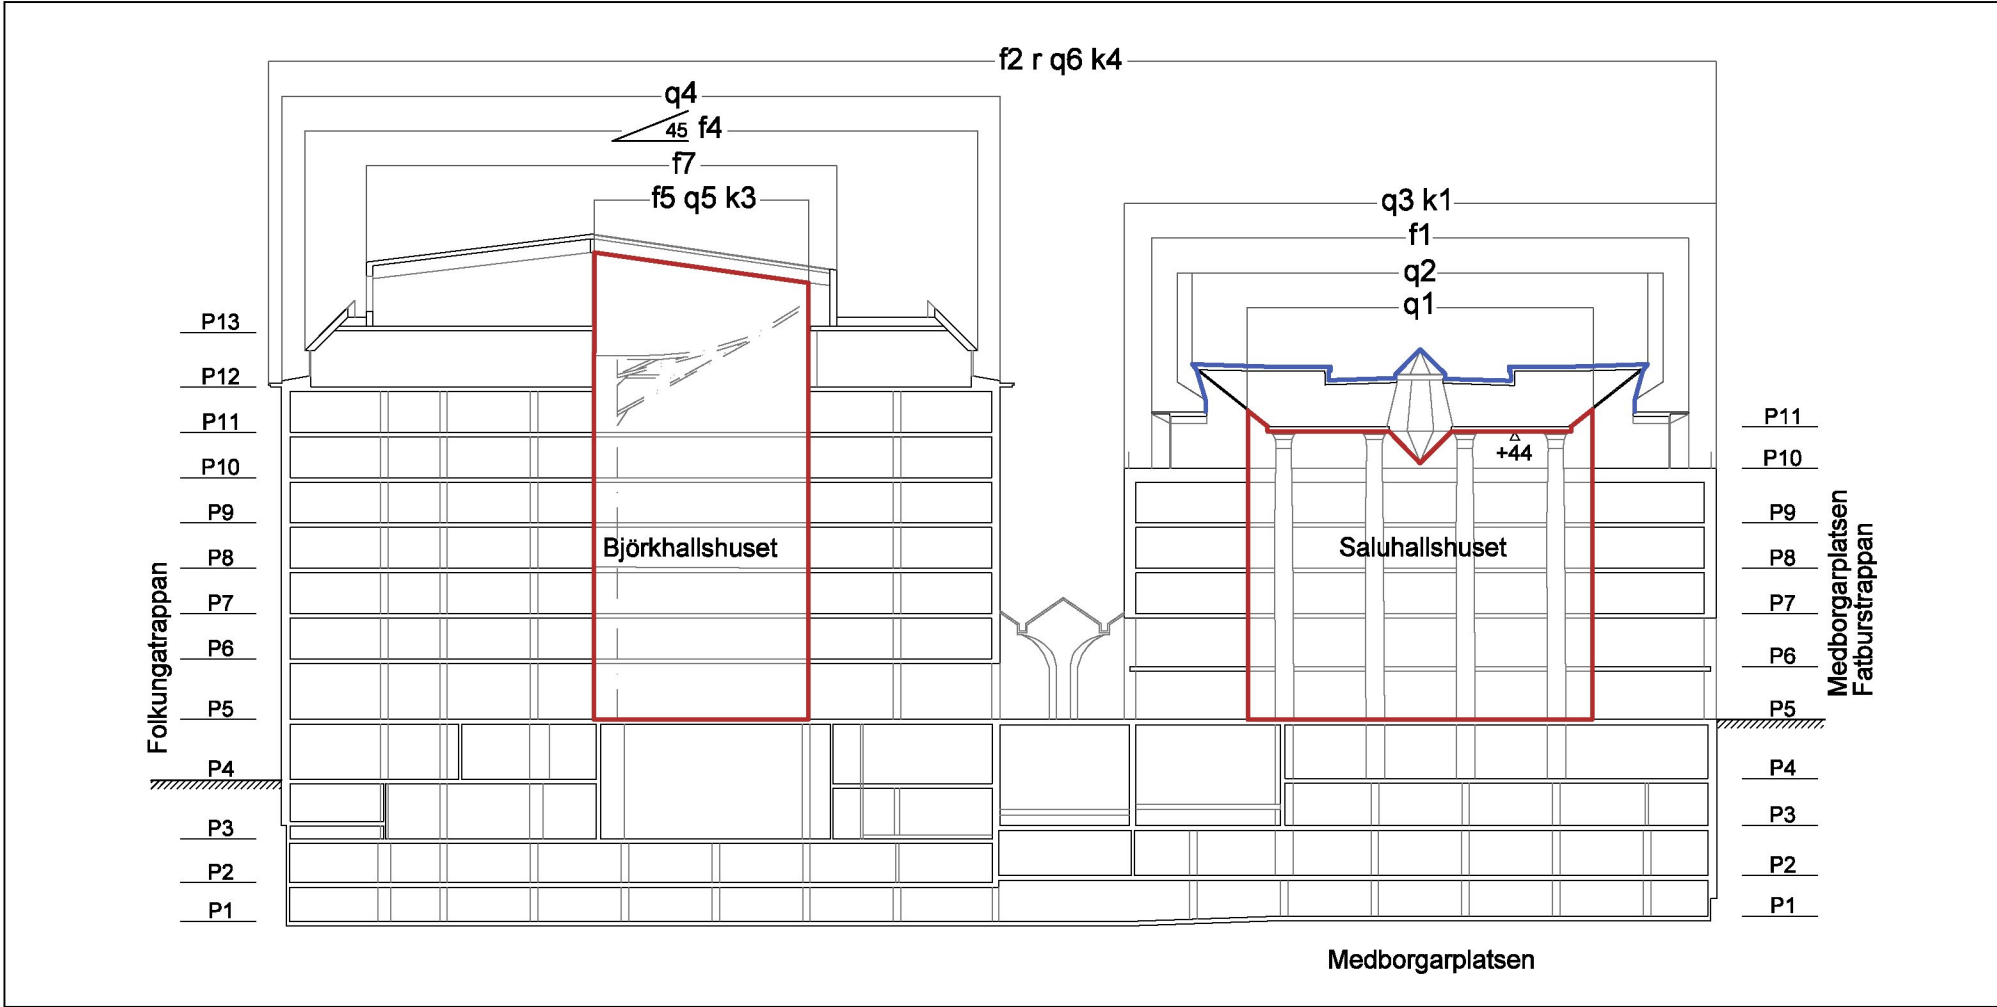 f2 r q6 k4
q4
45 f4
f7
f5 q5 k3
q3 k1
f1
q2
q1
P13
P12
P11
P10
P9
P8
P7
P6
P5
P4
P3
P2
P1
Folkungatrappan
Björkhallshuset
+44
Saluhallshuset
P11
P10
P9
P8
P7
P6
P5
P4
P3
P2
P1
Medborgarplatsen
Fatburstrappan
Medborgarplatsen